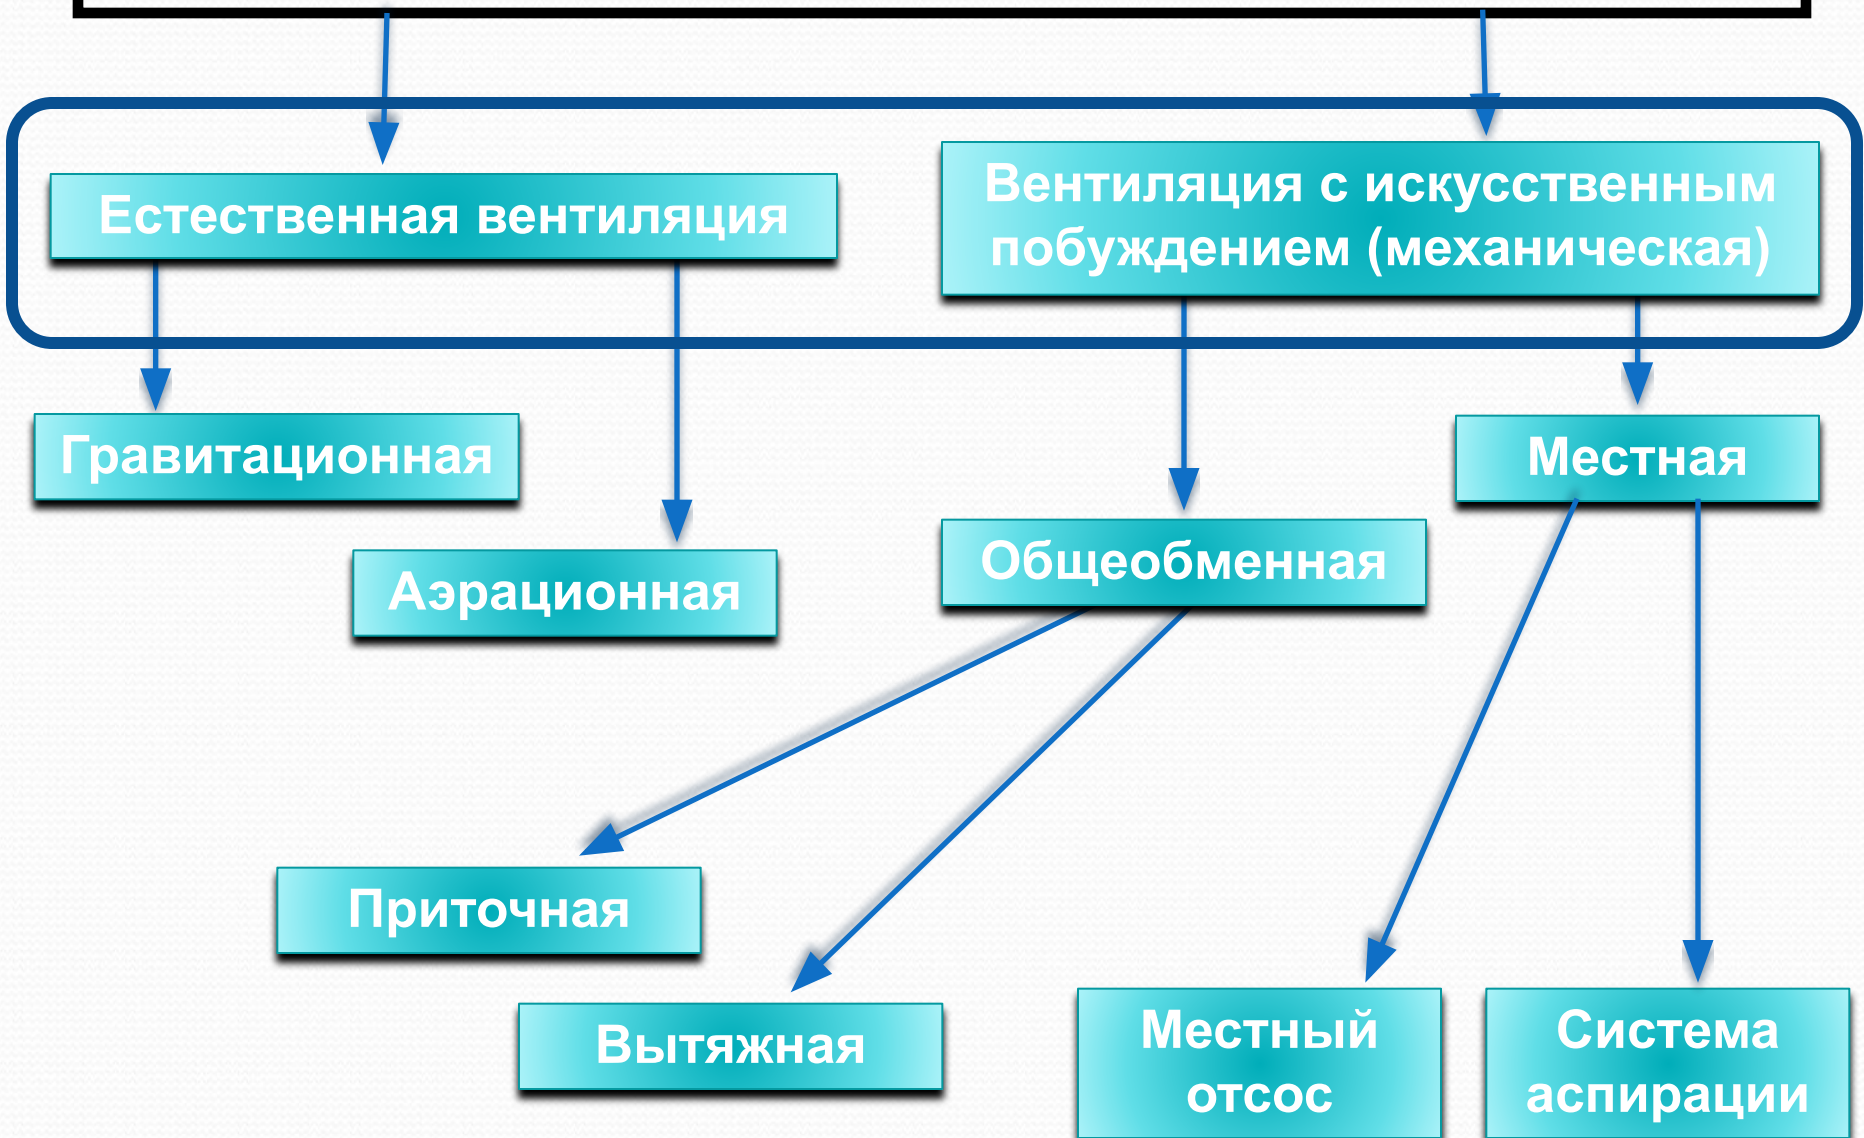 Естественная вентиляция
Вентиляция с искусственным
побуждением (механическая)
Гравитационная
Местная
Общеобменная
Аэрационная
Приточная
Вытяжная
Местный
отсос
Система
аспирации